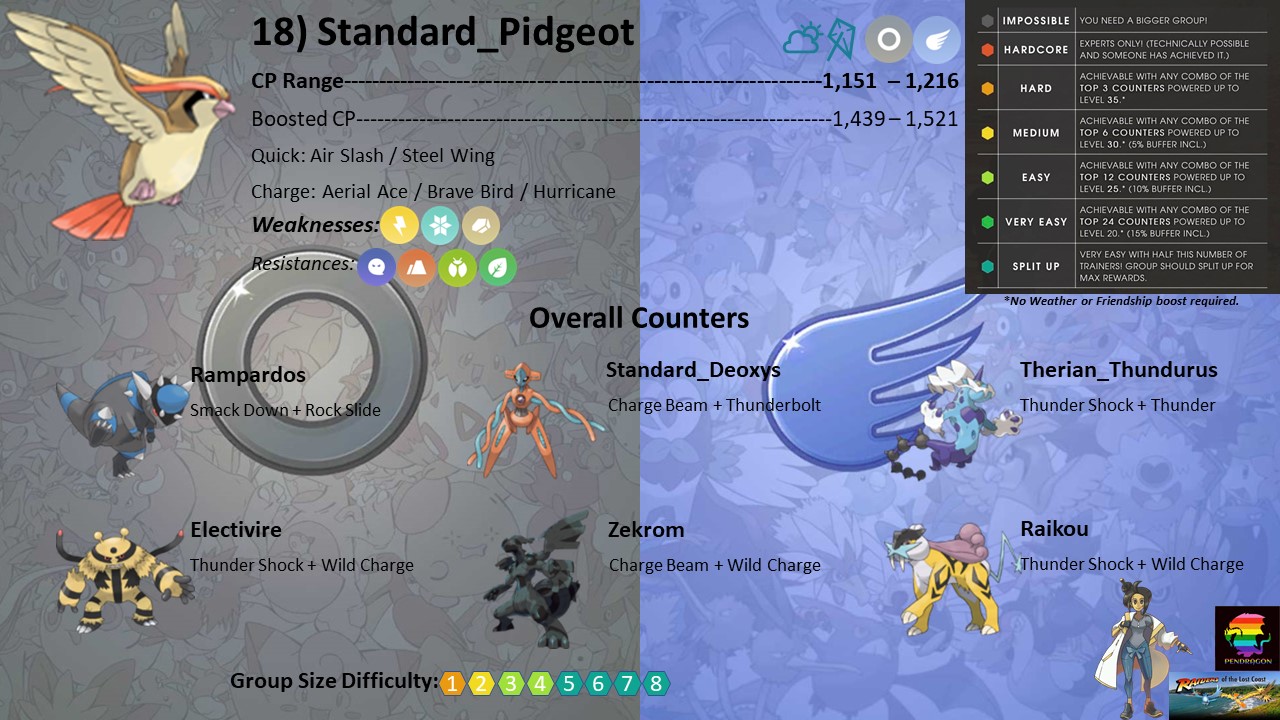 18) Standard_Pidgeot
CP Range--------------------------------------------------------------------1,151 – 1,216
Boosted CP--------------------------------------------------------------------1,439 – 1,521
Quick: Air Slash / Steel Wing
Charge: Aerial Ace / Brave Bird / Hurricane
Weaknesses:
Resistances:
IMPOSSIBLE YOU NEED A BIGGER GROUP!
HARDCORE EXPERTS ONLY! (TECHNICALLY POSSIBLE
AND SOMEONE HAS ACHIEVED IT.)
HARD ACHIEVABLE WITH ANY COMBO OF THE
TOP 3 COUNTERS POWERED UP TO
LEVEL 35.*
MEDIUM ACHIEVABLE WITH ANY COMBO OF THE
TOP 6 COUNTERS POWERED UP TO
LEVEL 30.* (5% BUFFER INCL.)
EASY ACHIEVABLE WITH ANY COMBO OF THE
TOP 12 COUNTERS POWERED UP TO
LEVEL 25.* (10% BUFFER INCL.)
VERY EASY ACHIEVABLE WITH ANY COMBO OF THE
TOP 24 COUNTERS POWERED UP TO
LEVEL 20.* (15% BUFFER INCL.)
SPLIT UP VERY EASY WITH HALF THIS NUMBER OF
TRAINERS! GROUP SHOULD SPLIT UP FOR
MAX REWARDS.
*No Weather or Friendship boost required.
Overall Counters
Rampardos
Smack Down + Rock Slide
Standard_Deoxys
Charge Beam + Thunderbolt
Therian_Thundurus
Thunder Shock + Thunder
Electivire
Thunder Shock + Wild Charge
Zekrom
Charge Beam + Wild Charge
Raikou
Thunder Shock + Wild Charge
Group Size Difficulty: 1 2 3 4 5 6 7 8
PENDRAGON
RAIDERS of the Lost Coast